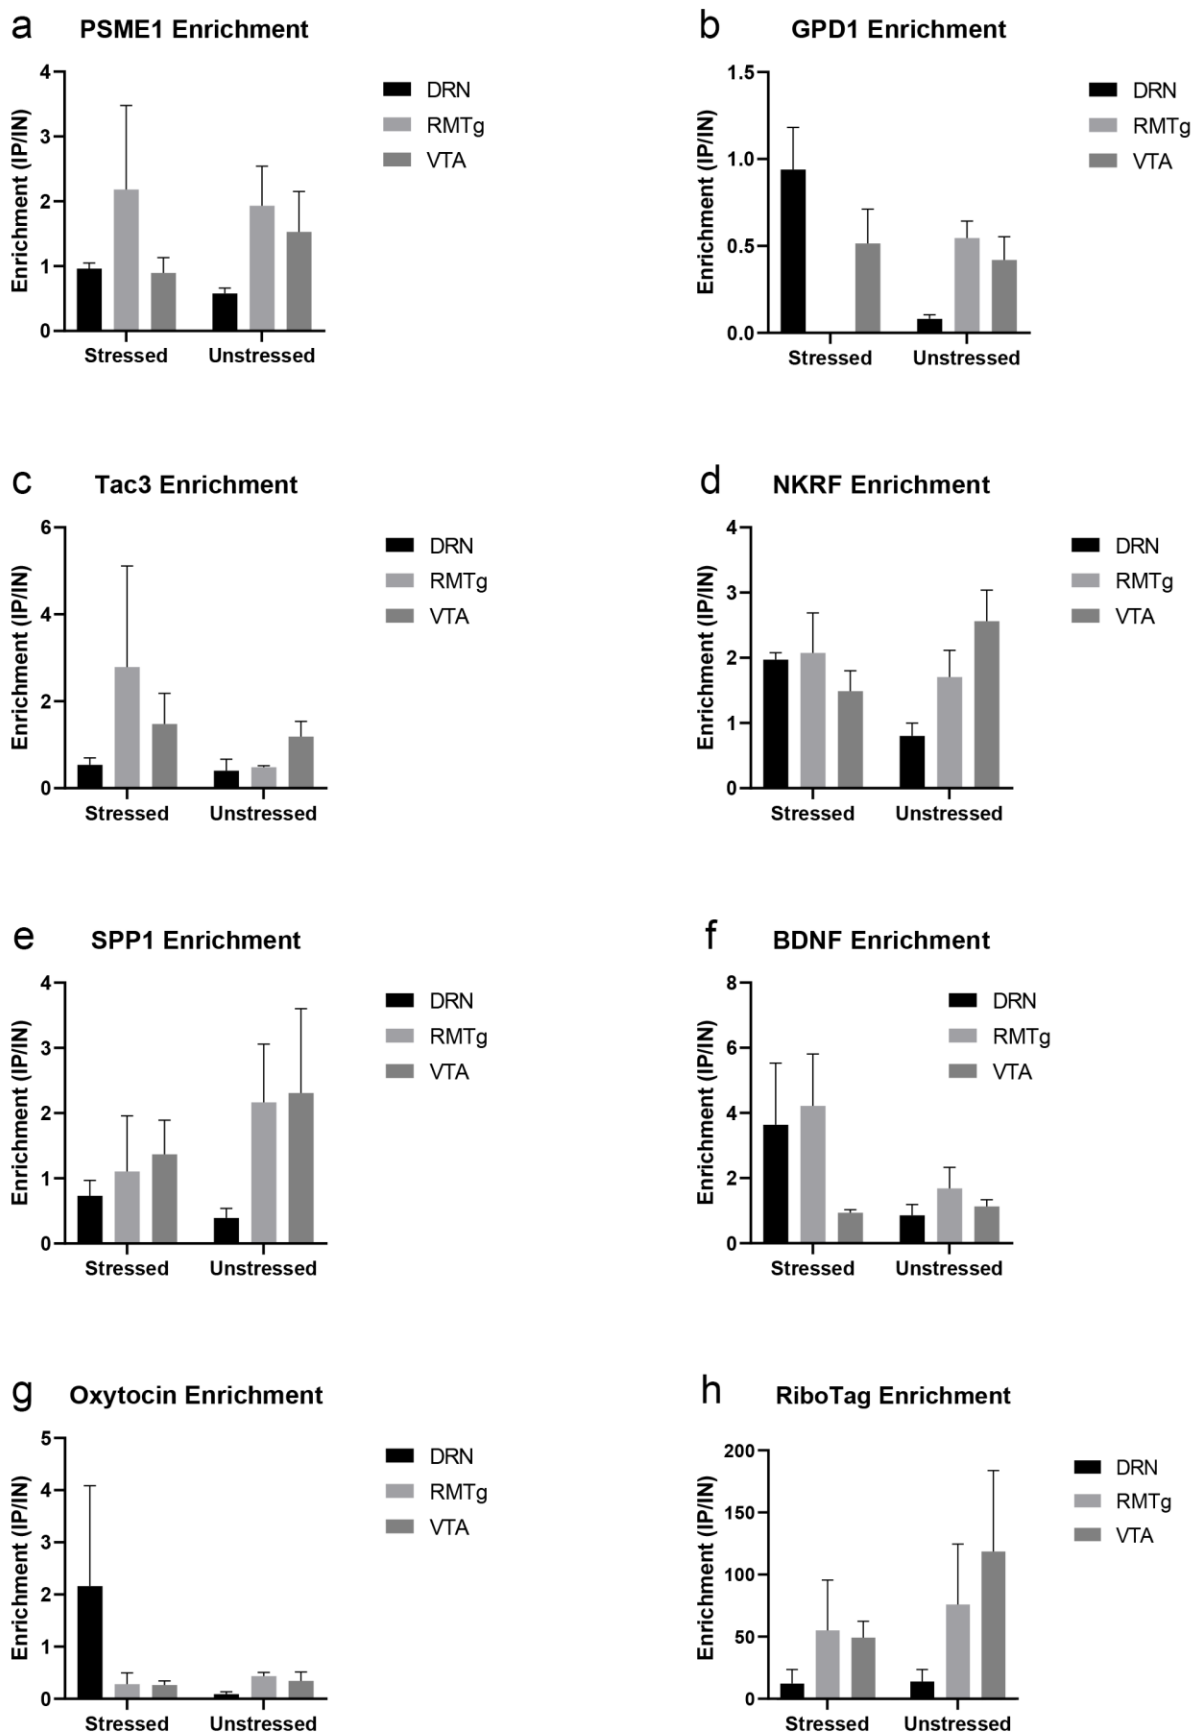 a PSME1 Enrichment
Enrichment (IP/IN)
4
3
2
1
0
Stressed Unstressed
DRN
RMTg
VTA
b GPD1 Enrichment
Enrichment (IP/IN)
1.5
1.0
0.5
0.0
Stressed Unstressed
DRN
RMTg
VTA
c Tac3 Enrichment
Enrichment (IP/IN)
6
4
2
0
Stressed Unstressed
DRN
RMTg
VTA
d NKRF Enrichment
Enrichment (IP/IN)
4
3
2
1
0
Stressed Unstressed
DRN
RMTg
VTA
e SPP1 Enrichment
Enrichment (IP/IN)
4
3
2
1
0
Stressed Unstressed
DRN
RMTg
VTA
f BDNF Enrichment
Enrichment (IP/IN)
8
6
4
2
0
Stressed Unstressed
DRN
RMTg
VTA
g Oxytocin Enrichment
Enrichment (IP/IN)
5
4
3
2
1
0
Stressed Unstressed
DRN
RMTg
VTA
h RiboTag Enrichment
Enrichment (IP/IN)
200
150
100
50
0
Stressed Unstressed
DRN
RMTg
VTA